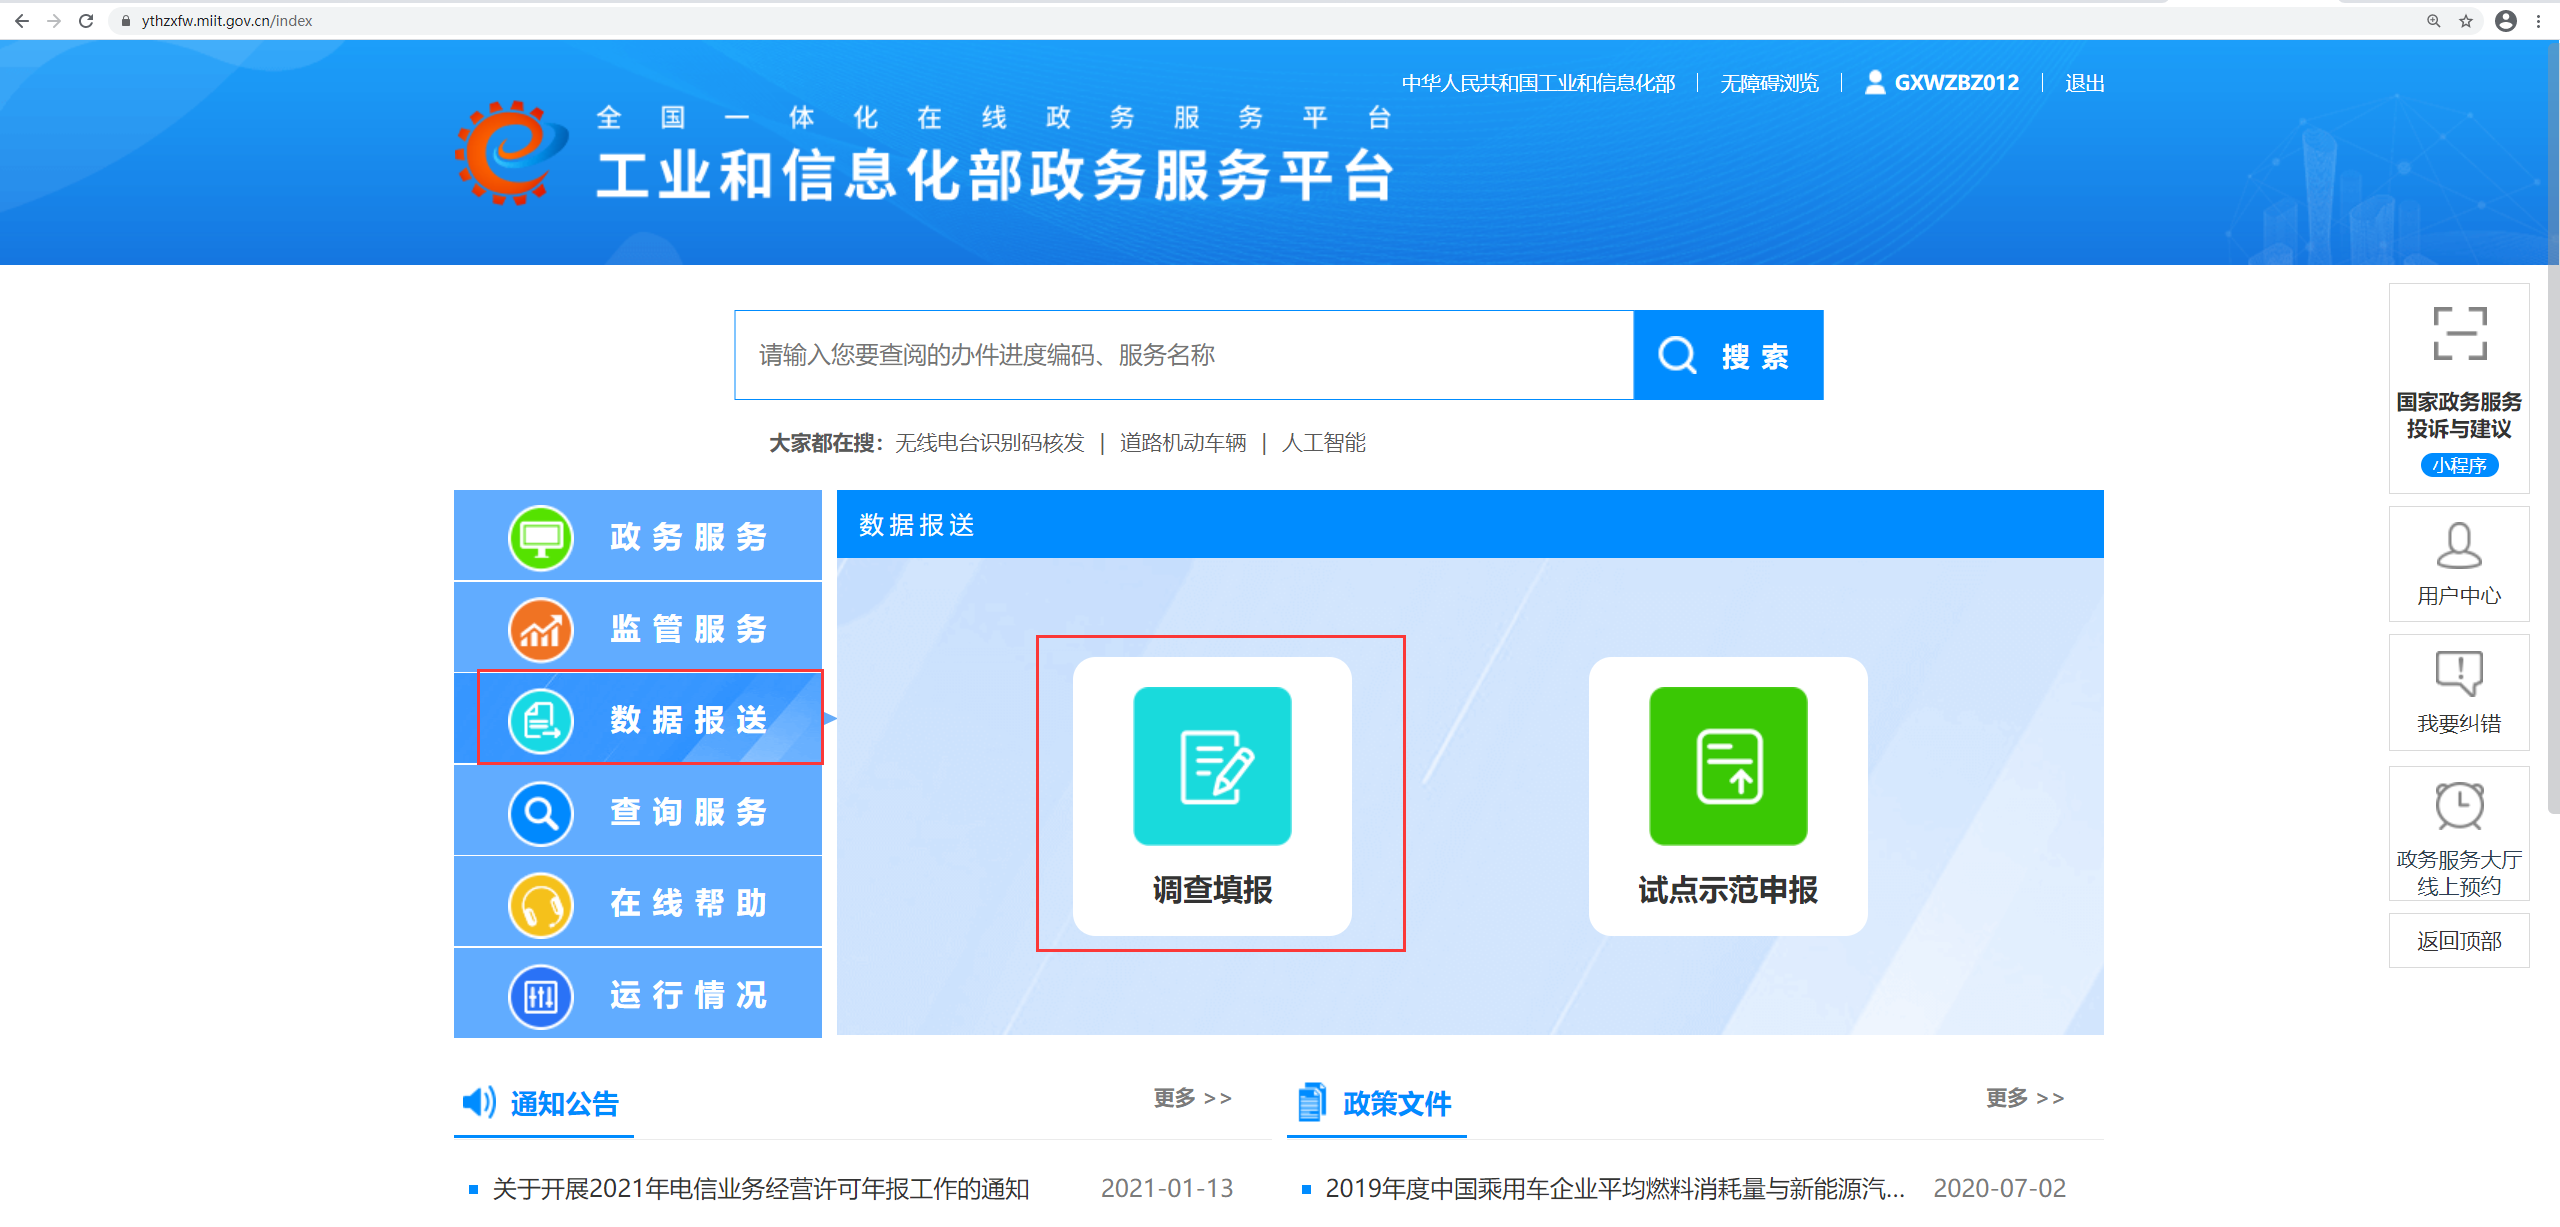 ythzxfw.miit.gov.cn/index
中华人民共和国工业和信息化部 | 无障碍浏览 | GXWZBZ012 | 退出
全国一体化在线政务服务平台
工业和信息化部政务服务平台
请输入您要查阅的办件进度编码、服务名称
搜索
大家都在搜：无线电台识别码核发 | 道路机动车辆 | 人工智能
政务服务
监管服务
数据报送
查询服务
在线帮助
运行情况
数据报送
调查填报
试点示范申报
国家政务服务
投诉与建议
小程序
用户中心
我要纠错
政务服务大厅
线上预约
返回顶部
通知公告
更多 >>
关于开展2021年电信业务经营许可年报工作的通知 2021-01-13
政策文件
更多 >>
2019年度中国乘用车企业平均燃料消耗量与新能源汽... 2020-07-02